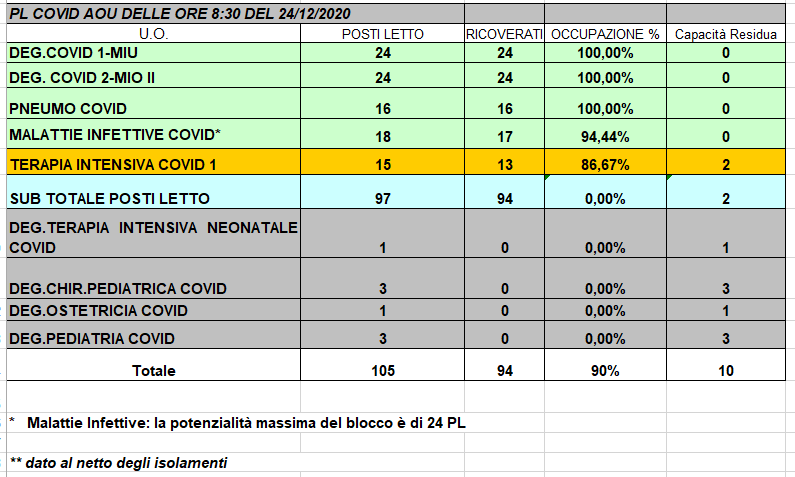 PL COVID AOU DELLE ORE 8:30 DEL 24/12/2020
U.O. POSTI LETTO RICOVERATI OCCUPAZIONE % Capacità Residua
DEG.COVID 1-MIU 24 24 100,00% 0
DEG. COVID 2-MIO II 24 24 100,00% 0
PNEUMO COVID 16 16 100,00% 0
MALATTIE INFETTIVE COVID* 18 17 94,44% 0
TERAPIA INTENSIVA COVID 1 15 13 86,67% 2
SUB TOTALE POSTI LETTO 97 94 0,00% 2
DEG.TERAPIA INTENSIVA NEONATALE
COVID 1 0 0,00% 1
DEG.CHIR.PEDIATRICA COVID 3 0 0,00% 3
DEG.OSTETRICIA COVID 1 0 0,00% 1
DEG.PEDIATRIA COVID 3 0 0,00% 3
Totale 105 94 90% 10
* Malattie Infettive: la potenzialità massima del blocco è di 24 PL
** dato al netto degli isolamenti